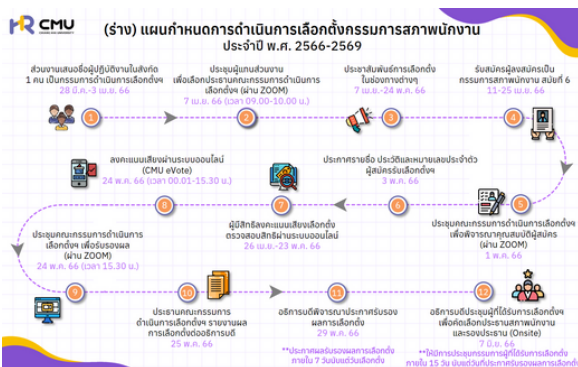 HR CMU
(ร่าง) แผนกำหนดการดำเนินการเลือกตั้งกรรมการสภาพนักงาน
ประจำปี พ.ศ. 2566-2569
ส่วนงานเสนอชื่อผู้ปฏิบัติงานในสังกัด
1 คน เป็นกรรมการดำเนินการเลือกตั้งฯ
28 มี.ค.-3 เม.ย. 66
1
ประชุมผู้แทนส่วนงาน
เพื่อเลือกประธานคณะกรรมการดำเนินการ
เลือกตั้งฯ (ผ่าน ZOOM)
7 เม.ย. 66 (เวลา 09.00-10.00 น.)
2
ประชาสัมพันธ์การเลือกตั้ง
ในช่องทางต่างๆ
7 เม.ย.-24 พ.ค. 66
3
รับสมัครผู้ลงสมัครเป็น
กรรมการสภาพนักงาน สมัยที่ 6
11-25 เม.ย. 66
4
ประชุมคณะกรรมการดำเนินการเลือกตั้งฯ
เพื่อพิจารณาคุณสมบัติผู้สมัคร
(ผ่าน ZOOM)
1 พ.ค. 66
5
ประกาศรายชื่อ ประวัติและหมายเลขประจำตัว
ผู้สมัครรับเลือกตั้งฯ
3 พ.ค. 66
6
7
ผู้มีสิทธิลงคะแนนเสียงเลือกตั้ง
ตรวจสอบสิทธิผ่านระบบออนไลน์
26 เม.ย.-23 พ.ค. 66
ลงคะแนนเสียงผ่านระบบออนไลน์
(CMU eVote)
24 พ.ค. 66 (เวลา 00.01-15.30 น.)
8
ประชุมคณะกรรมการดำเนินการ
เลือกตั้งฯ เพื่อรับรองผล
(ผ่าน ZOOM)
24 พ.ค. 66 (เวลา 15.30 น.)
9
10
ประธานคณะกรรมการ
ดำเนินการเลือกตั้งฯ รายงานผล
การเลือกตั้งต่ออธิการบดี
25 พ.ค. 66
11
อธิการบดีพิจารณาประกาศรับรอง
ผลการเลือกตั้ง
29 พ.ค. 66
**ประกาศผลรับรองผลการเลือกตั้ง
ภายใน 7 วันนับแต่วันเลือกตั้ง
12
อธิการบดีประชุมผู้ที่ได้รับการเลือกตั้งฯ
เพื่อคัดเลือกประธานสภาพนักงาน
และรองประธาน (Onsite)
7 มิ.ย. 66
**ให้มีการประชุมกรรมการผู้ที่ได้รับการเลือกตั้ง
ภายใน 15 วัน นับแต่วันที่ประกาศรับรองผลการเลือกตั้ง